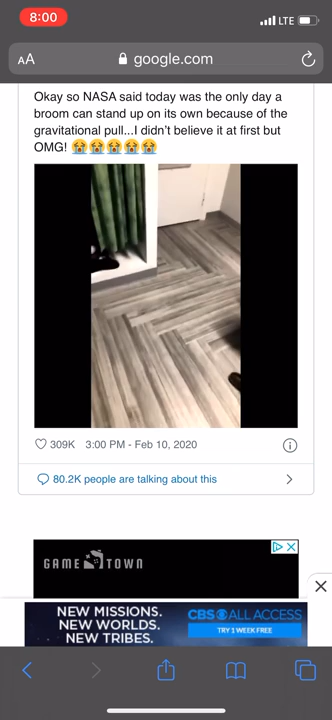 8:00
LTE
AA
google.com
Okay so NASA said today was the only day a
broom can stand up on its own because of the
gravitational pull...I didn’t believe it at first but
OMG! 😭😭😭😭😭
309K 3:00 PM - Feb 10, 2020
80.2K people are talking about this
GAME TOWN
NEW MISSIONS.
NEW WORLDS.
NEW TRIBES.
CBS ALL ACCESS
TRY 1 WEEK FREE